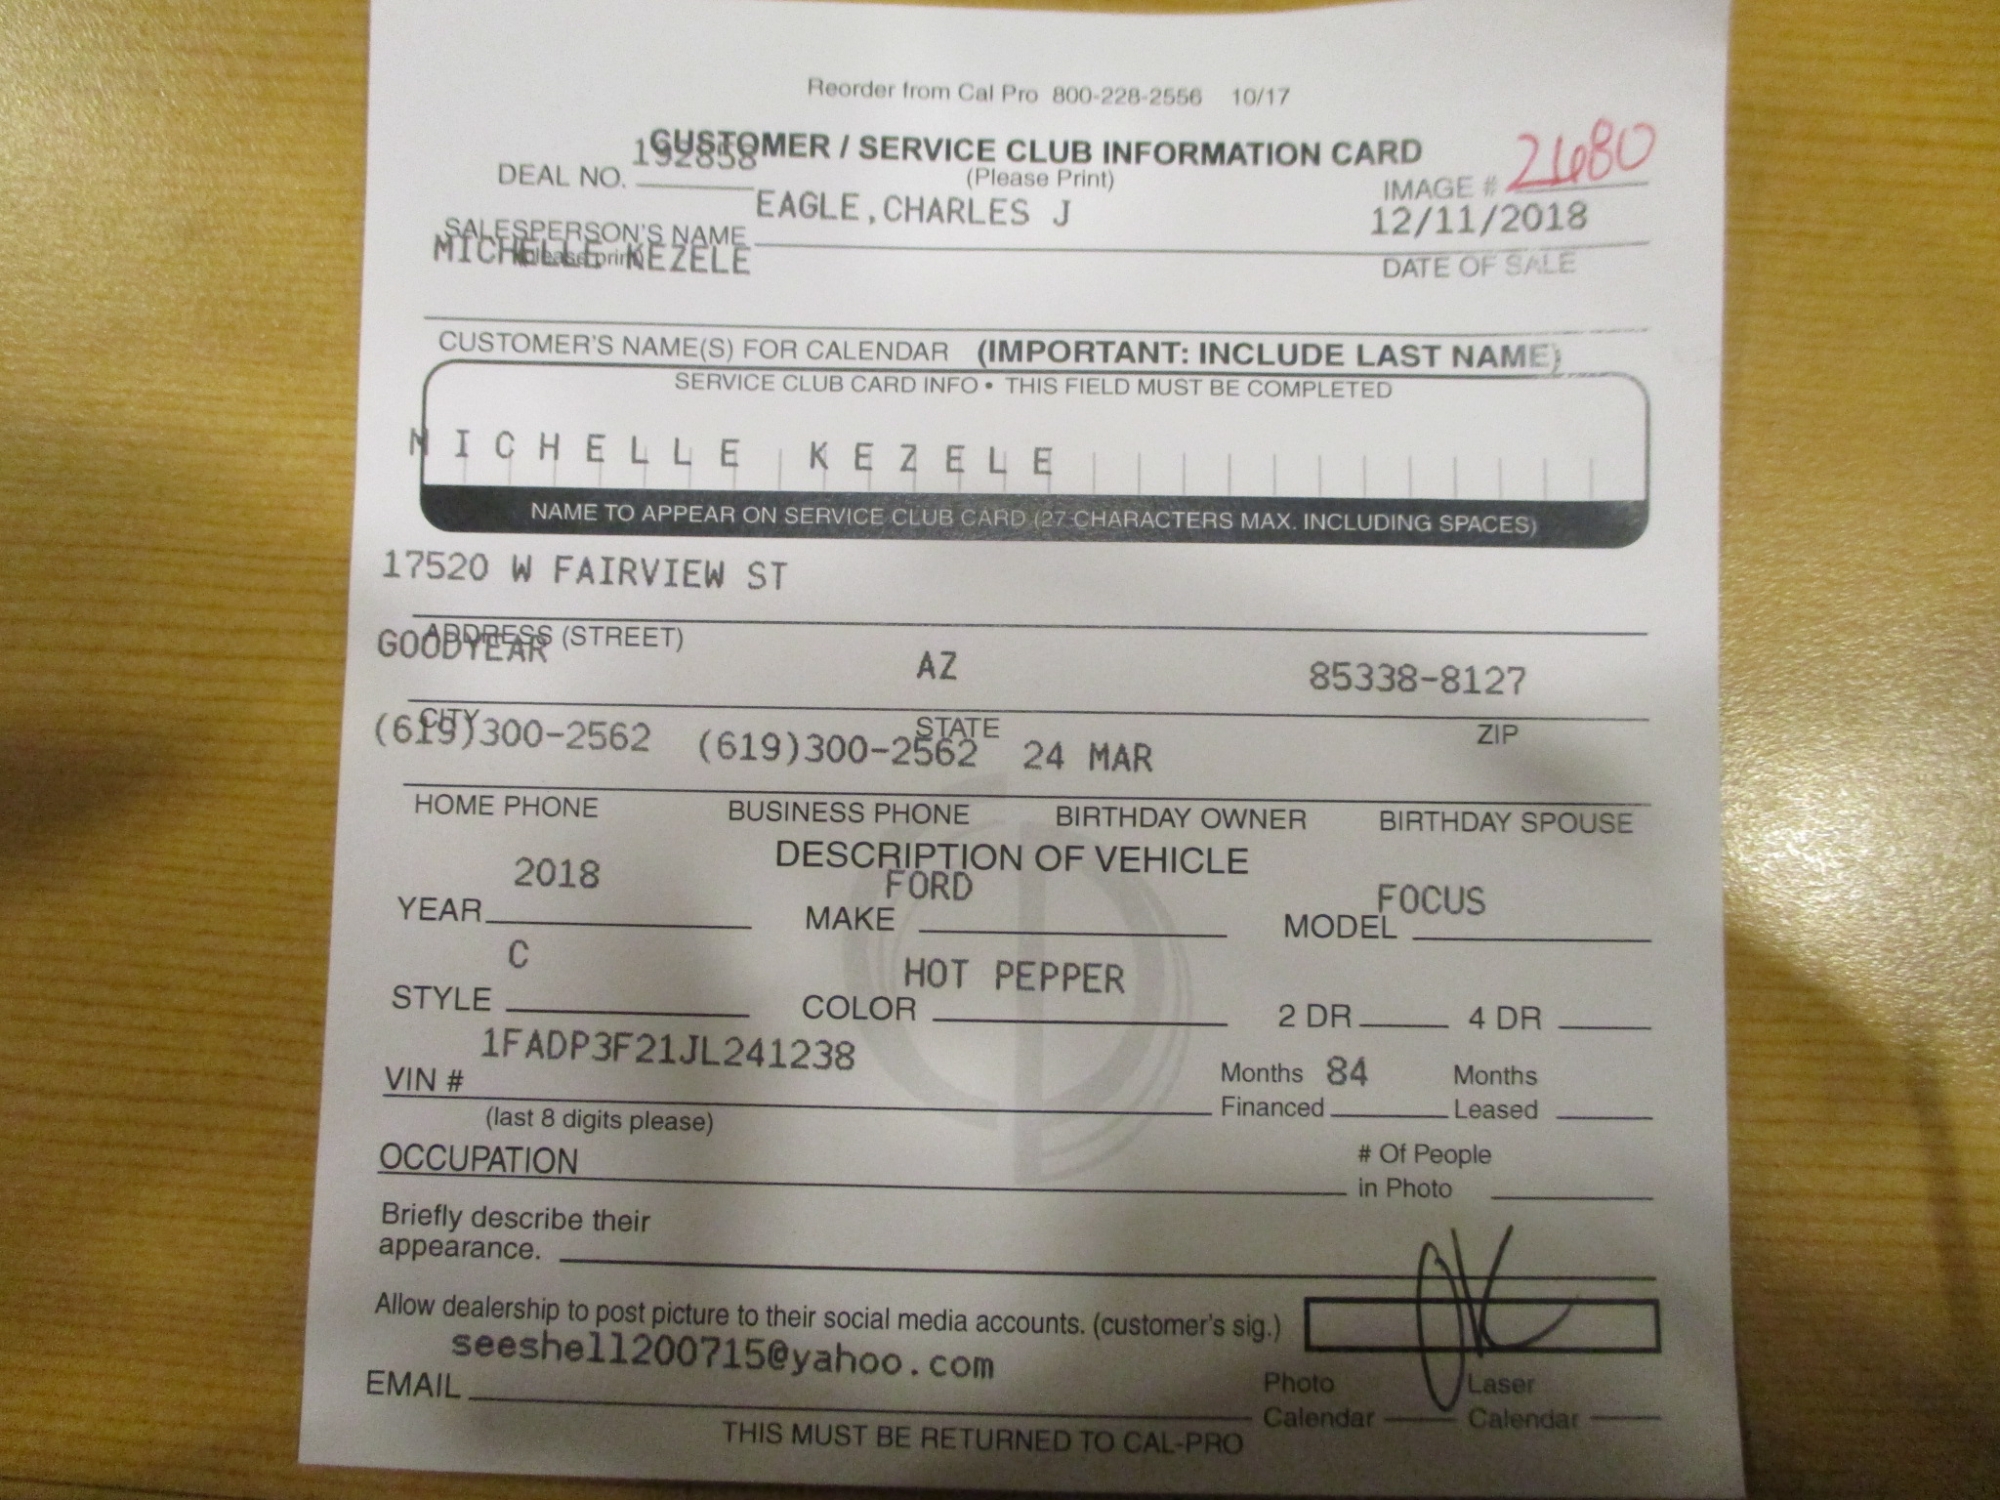 Reorder from Cal Pro 800-228-2556 10/17
CUSTOMER / SERVICE CLUB INFORMATION CARD
(Please Print)
DEAL NO. 192858
IMAGE # 21680
EAGLE,CHARLES J
12/11/2018
SALESPERSON'S NAME
(please print)
DATE OF SALE
MICHELLE KEZELE
CUSTOMER'S NAME(S) FOR CALENDAR (IMPORTANT: INCLUDE LAST NAME)
SERVICE CLUB CARD INFO • THIS FIELD MUST BE COMPLETED
MICHELLE KEZELE
NAME TO APPEAR ON SERVICE CLUB CARD (27 CHARACTERS MAX. INCLUDING SPACES)
17520 W FAIRVIEW ST
ADDRESS (STREET)
GOODYEAR AZ 85338-8127
CITY STATE ZIP
(619)300-2562 (619)300-2562 24 MAR
HOME PHONE BUSINESS PHONE BIRTHDAY OWNER BIRTHDAY SPOUSE
DESCRIPTION OF VEHICLE
YEAR 2018 MAKE FORD MODEL FOCUS
STYLE C COLOR HOT PEPPER 2 DR 4 DR
VIN # 1FADP3F21JL241238 Months Financed 84 Months Leased
(last 8 digits please)
OCCUPATION # Of People in Photo
Briefly describe their
appearance.
Allow dealership to post picture to their social media accounts. (customer's sig.)
seeshell200715@yahoo.com
EMAIL Photo Calendar Laser Calendar
THIS MUST BE RETURNED TO CAL-PRO